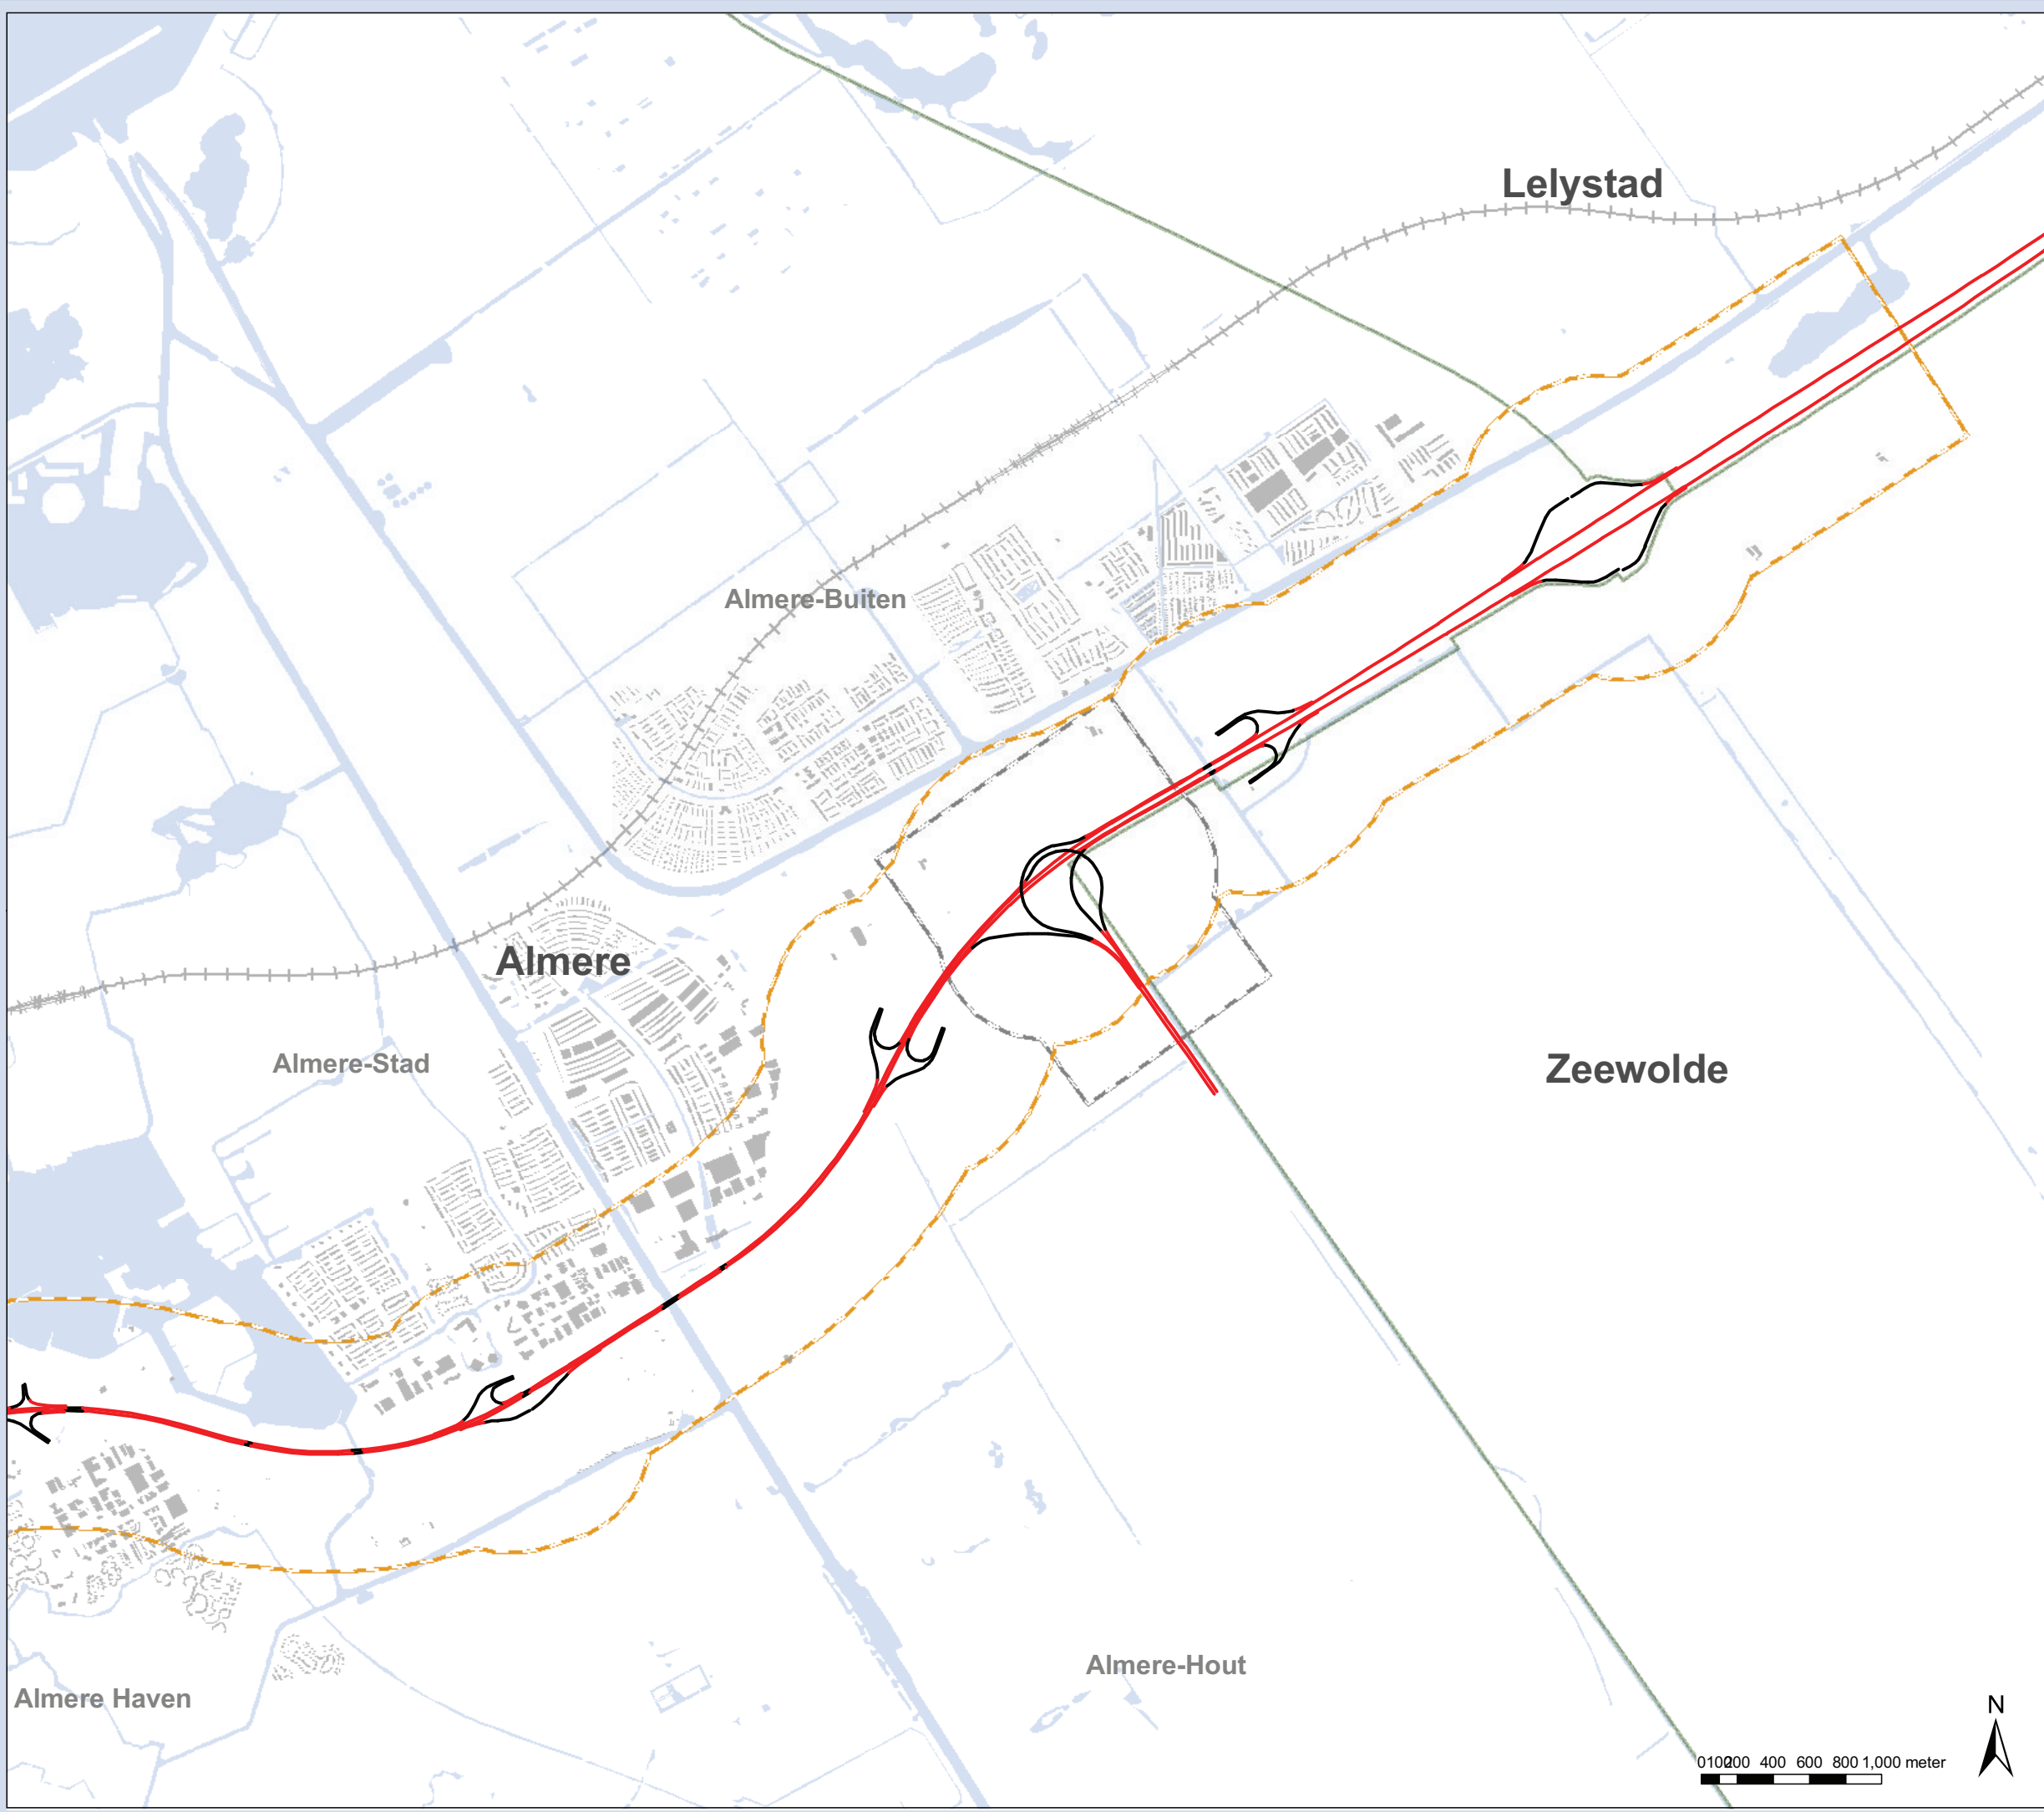 Lelystad
Almere-Buiten
Almere
Almere-Stad
Zeewolde
Almere-Hout
Almere Haven
N
0100200 400 600 800 1,000 meter